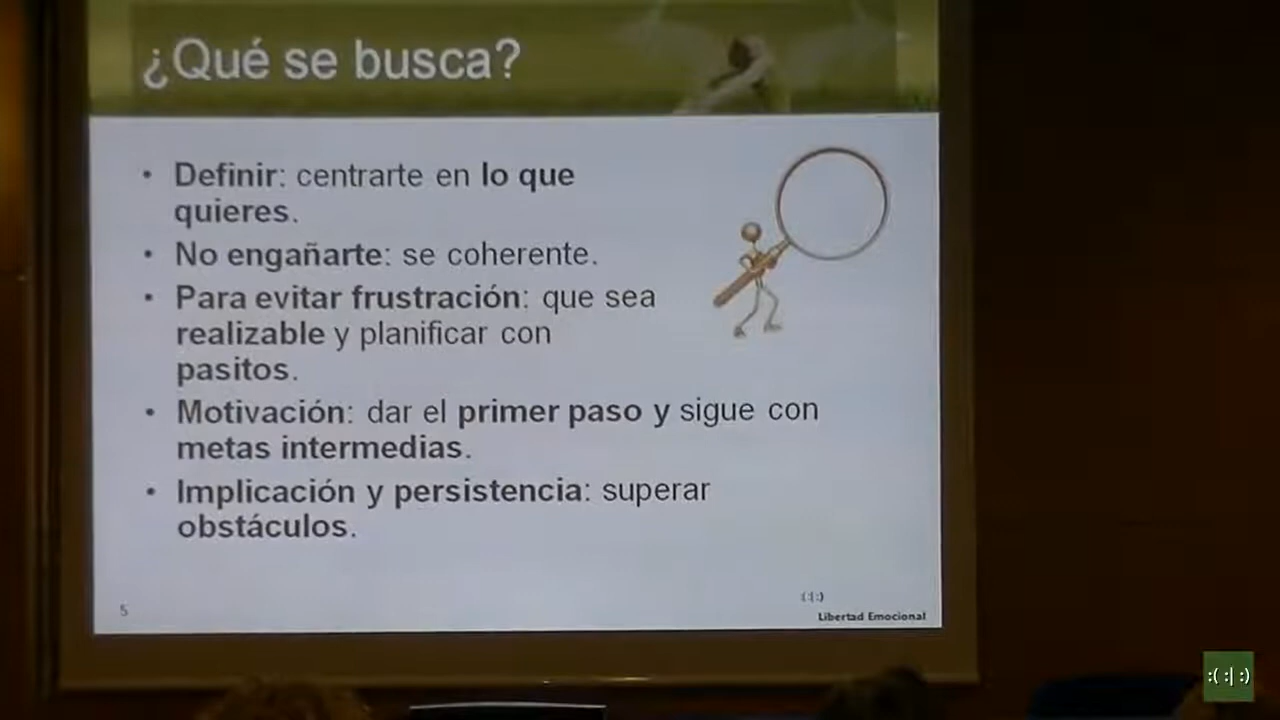 ¿Qué se busca?
• Definir: centrarte en lo que
quieres.
• No engañarte: se coherente.
• Para evitar frustración: que sea
realizable y planificar con
pasitos.
• Motivación: dar el primer paso y sigue con
metas intermedias.
• Implicación y persistencia: superar
obstáculos.
5
:(:|:)
Libertad Emocional
:( :| :)